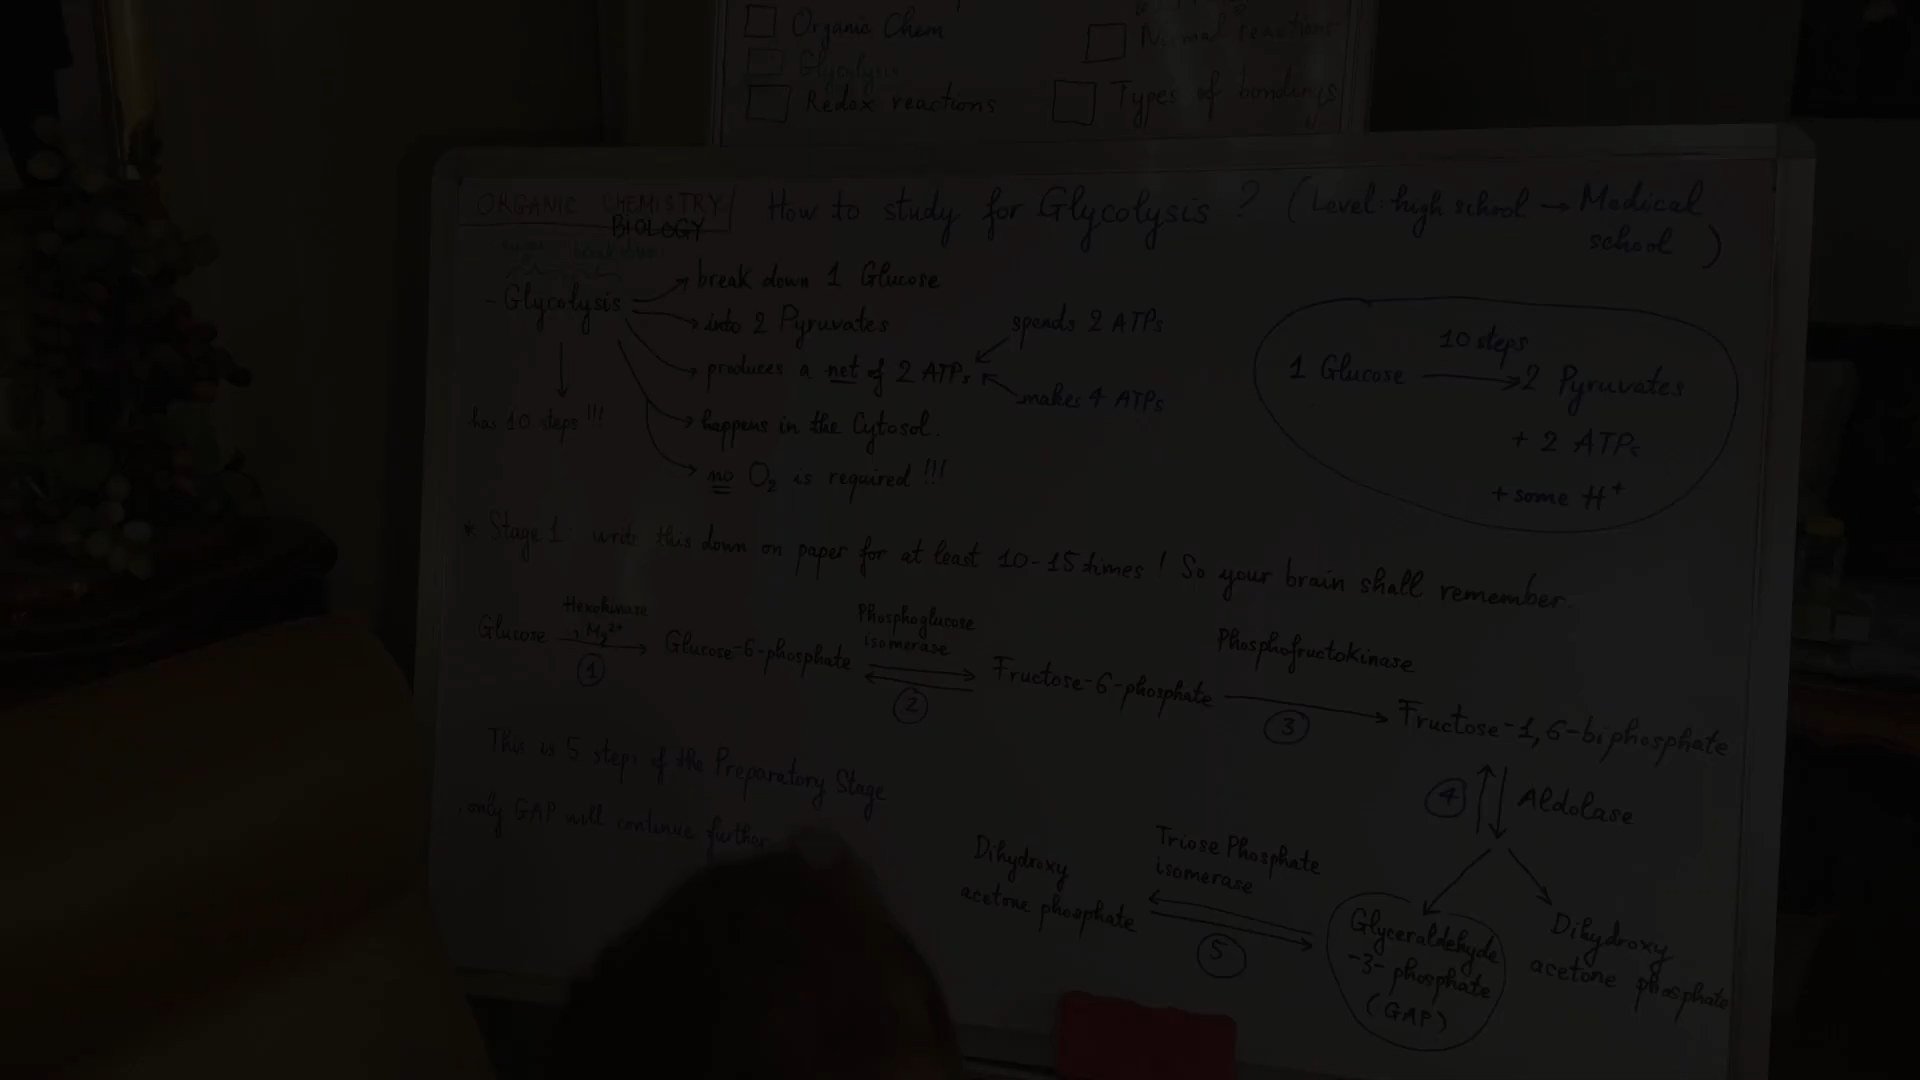 Organic Chem
Glycolysis
Redox reactions
Normal reactions
Types of bondings
ORGANIC CHEMISTRY
BIOLOGY
How to study for Glycolysis ? (Level: high school → Medical
school )
sugar breakdown
- Glycolysis
has 10 steps !!!
break down 1 Glucose
into 2 Pyruvates
produces a net of 2 ATPs
spends 2 ATPs
makes 4 ATPs
happens in the Cytosol.
no O₂ is required !!!
10 steps
1 Glucose → 2 Pyruvates
+ 2 ATPs
+ some H⁺
* Stage 1: write this down on paper for at least 10-15 times ! So your brain shall remember.
Glucose
Hexokinase
, Mg²⁺
1
Glucose-6-phosphate
Phosphoglucose
isomerase
2
Fructose-6-phosphate
Phosphofructokinase
3
Fructose-1,6-biphosphate
4
Aldolase
This is 5 steps of the Preparatory Stage
only GAP will continue further
Dihydroxy
acetone phosphate
Triose Phosphate
isomerase
5
Glyceraldehyde
-3- phosphate
(GAP)
Dihydroxy
acetone phosphate